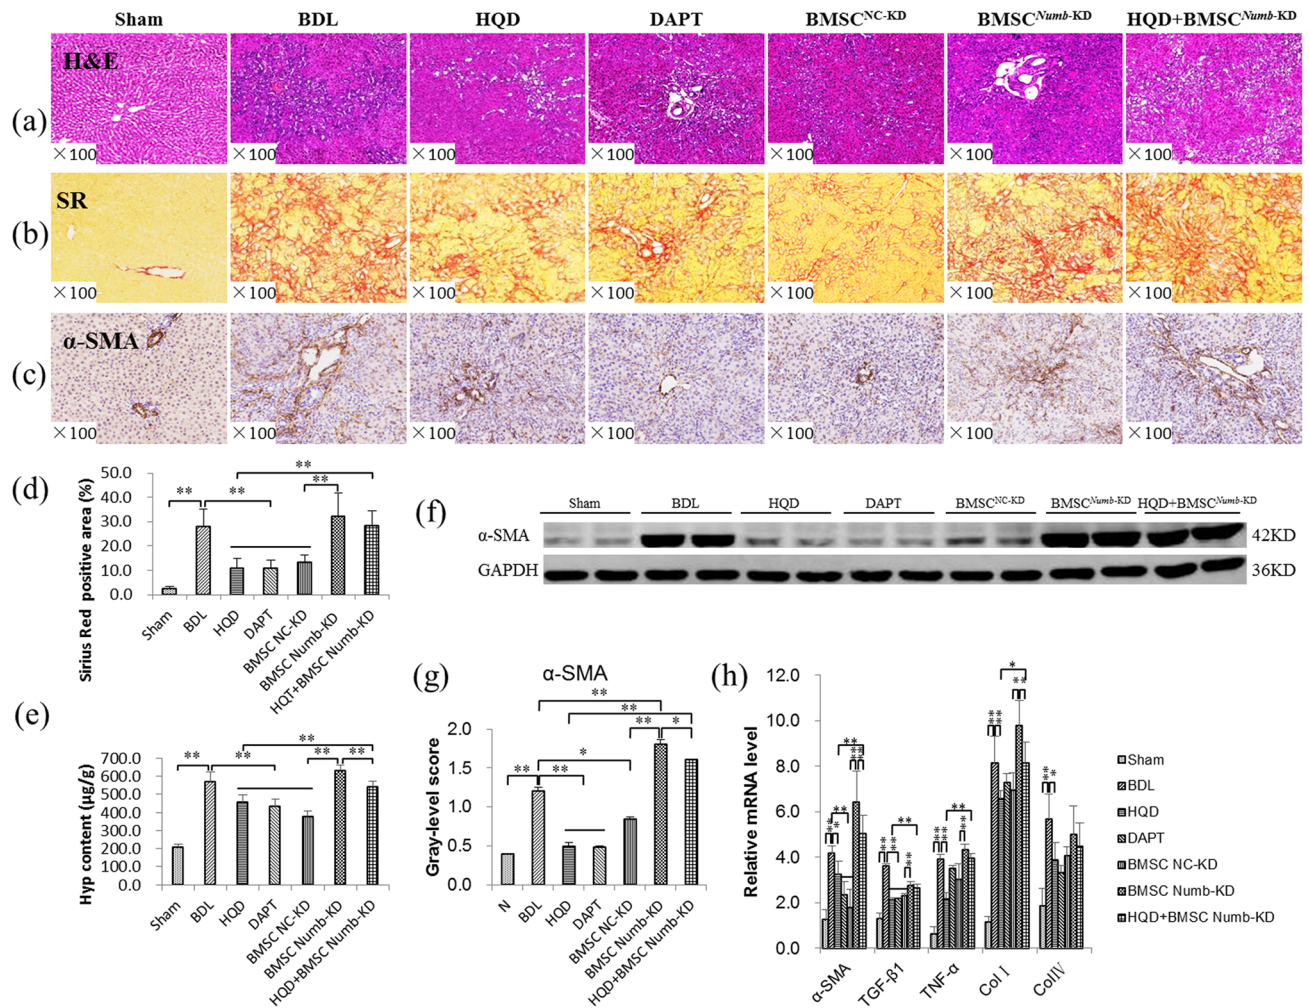 Sham BDL HQD DAPT BMSC^NC-KD BMSC^Numb-KD HQD+BMSC^Numb-KD
(a) H&E
×100 ×100 ×100 ×100 ×100 ×100 ×100
(b) SR
×100 ×100 ×100 ×100 ×100 ×100 ×100
(c) α-SMA
×100 ×100 ×100 ×100 ×100 ×100 ×100
(d)
Sirius Red positive area (%)
50.0
40.0
30.0
20.0
10.0
0.0
** ** ** **
Sham BDL HQD DAPT BMSC NC-KD BMSC Numb-KD HQT+BMSC Numb-KD
(e)
Hyp content (μg/g)
700.0
600.0
500.0
400.0
300.0
200.0
100.0
0.0
** ** ** ** **
Sham BDL HQD DAPT BMSC NC-KD BMSC Numb-KD HQD+BMSC Numb-KD
(f)
Sham BDL HQD DAPT BMSC^NC-KD BMSC^Numb-KD HQD+BMSC^Numb-KD
α-SMA 42KD
GAPDH 36KD
(g)
α-SMA
Gray-level score
2.0
1.5
1.0
0.5
0.0
** ** * ** ** ** *
N BDL HQD DAPT BMSC NC-KD BMSC Numb-KD HQD+BMSC Numb-KD
(h)
Relative mRNA level
12.0
10.0
8.0
6.0
4.0
2.0
0.0
α-SMA TGF-β1 TNF-α Col I ColIV
Sham
BDL
HQD
DAPT
BMSC NC-KD
BMSC Numb-KD
HQD+BMSC Numb-KD